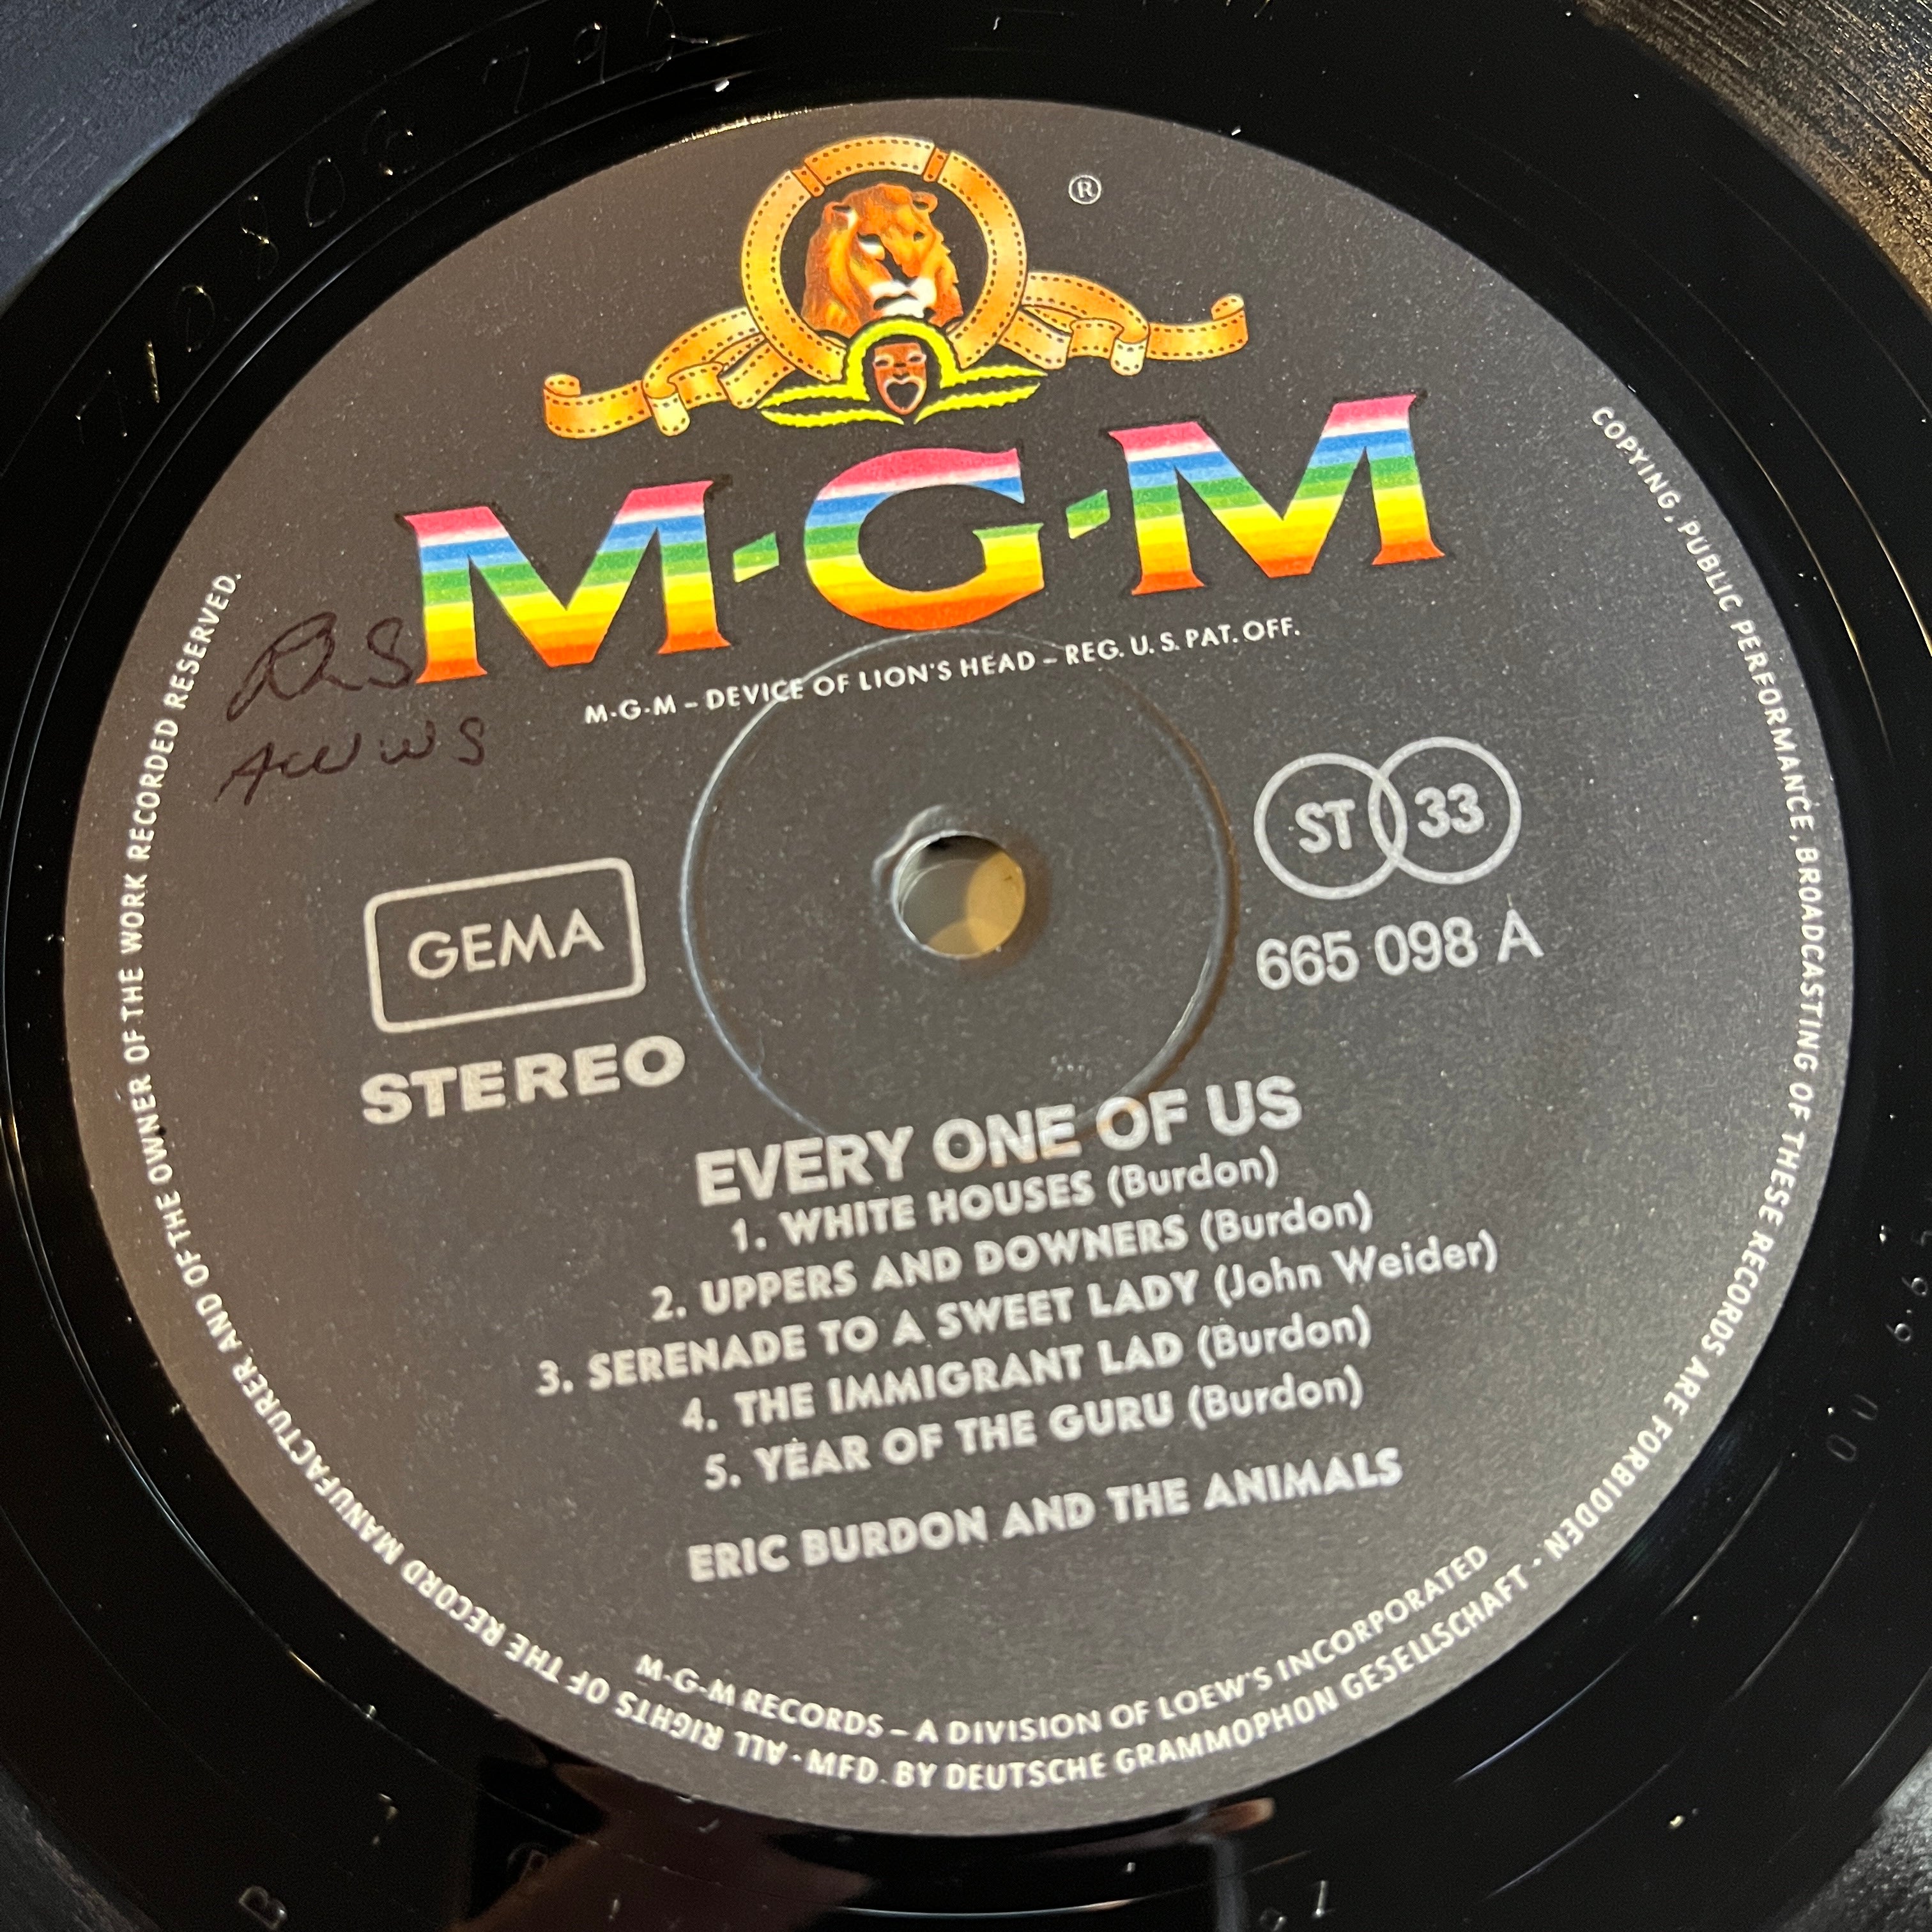 ®
M-G-M
M-G-M – DEVICE OF LION'S HEAD – REG. U. S. PAT. OFF.
GEMA
STEREO
ST 33
665 098 A
EVERY ONE OF US
1. WHITE HOUSES (Burdon)
2. UPPERS AND DOWNERS (Burdon)
3. SERENADE TO A SWEET LADY (John Weider)
4. THE IMMIGRANT LAD (Burdon)
5. YEAR OF THE GURU (Burdon)
ERIC BURDON AND THE ANIMALS
M-G-M RECORDS – A DIVISION OF LOEW'S INCORPORATED
MFD. BY DEUTSCHE GRAMMOPHON GESELLSCHAFT · ALL RIGHTS OF THE RECORD MANUFACTURER AND OF THE OWNER OF THE WORK RECORDED RESERVED.
COPYING, PUBLIC PERFORMANCE, BROADCASTING OF THESE RECORDS ARE FORBIDDEN ·